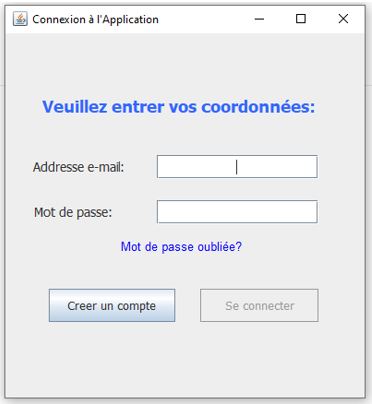 Connexion à l'Application
Veuillez entrer vos coordonnées:
Addresse e-mail:
Mot de passe:
Mot de passe oubliée?
Creer un compte
Se connecter